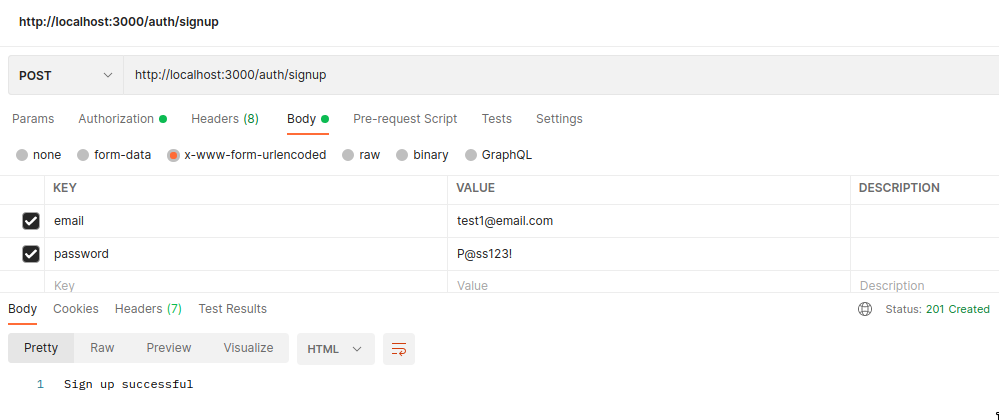 http://localhost:3000/auth/signup
POST http://localhost:3000/auth/signup
Params Authorization Headers (8) Body Pre-request Script Tests Settings
none form-data x-www-form-urlencoded raw binary GraphQL
KEY VALUE DESCRIPTION
email test1@email.com
password P@ss123!
Key Value Description
Body Cookies Headers (7) Test Results Status: 201 Created
Pretty Raw Preview Visualize HTML
1 Sign up successful